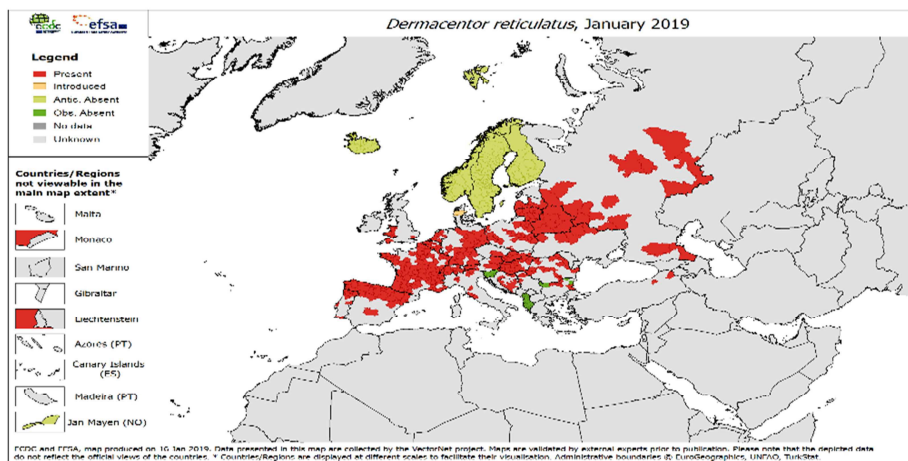 ecdc
efsa
Dermacentor reticulatus, January 2019
Legend
Present
Introduced
Antic. Absent
Obs. Absent
No data
Unknown
Countries/Regions
not viewable in the
main map extent*
Malta
Monaco
San Marino
Gibraltar
Liechtenstein
Azores (PT)
Canary Islands
(ES)
Madeira (PT)
Jan Mayen (NO)
ECDC and EFSA, map produced on 16 Jan 2019. Data presented in this map are collected by the VectorNet project. Maps are validated by external experts prior to publication. Please note that the depicted data
do not reflect the official views of the countries. * Countries/Regions are displayed at different scales to facilitate their visualisation. Administrative boundaries © EuroGeographics, UNFAO, TurkStat.